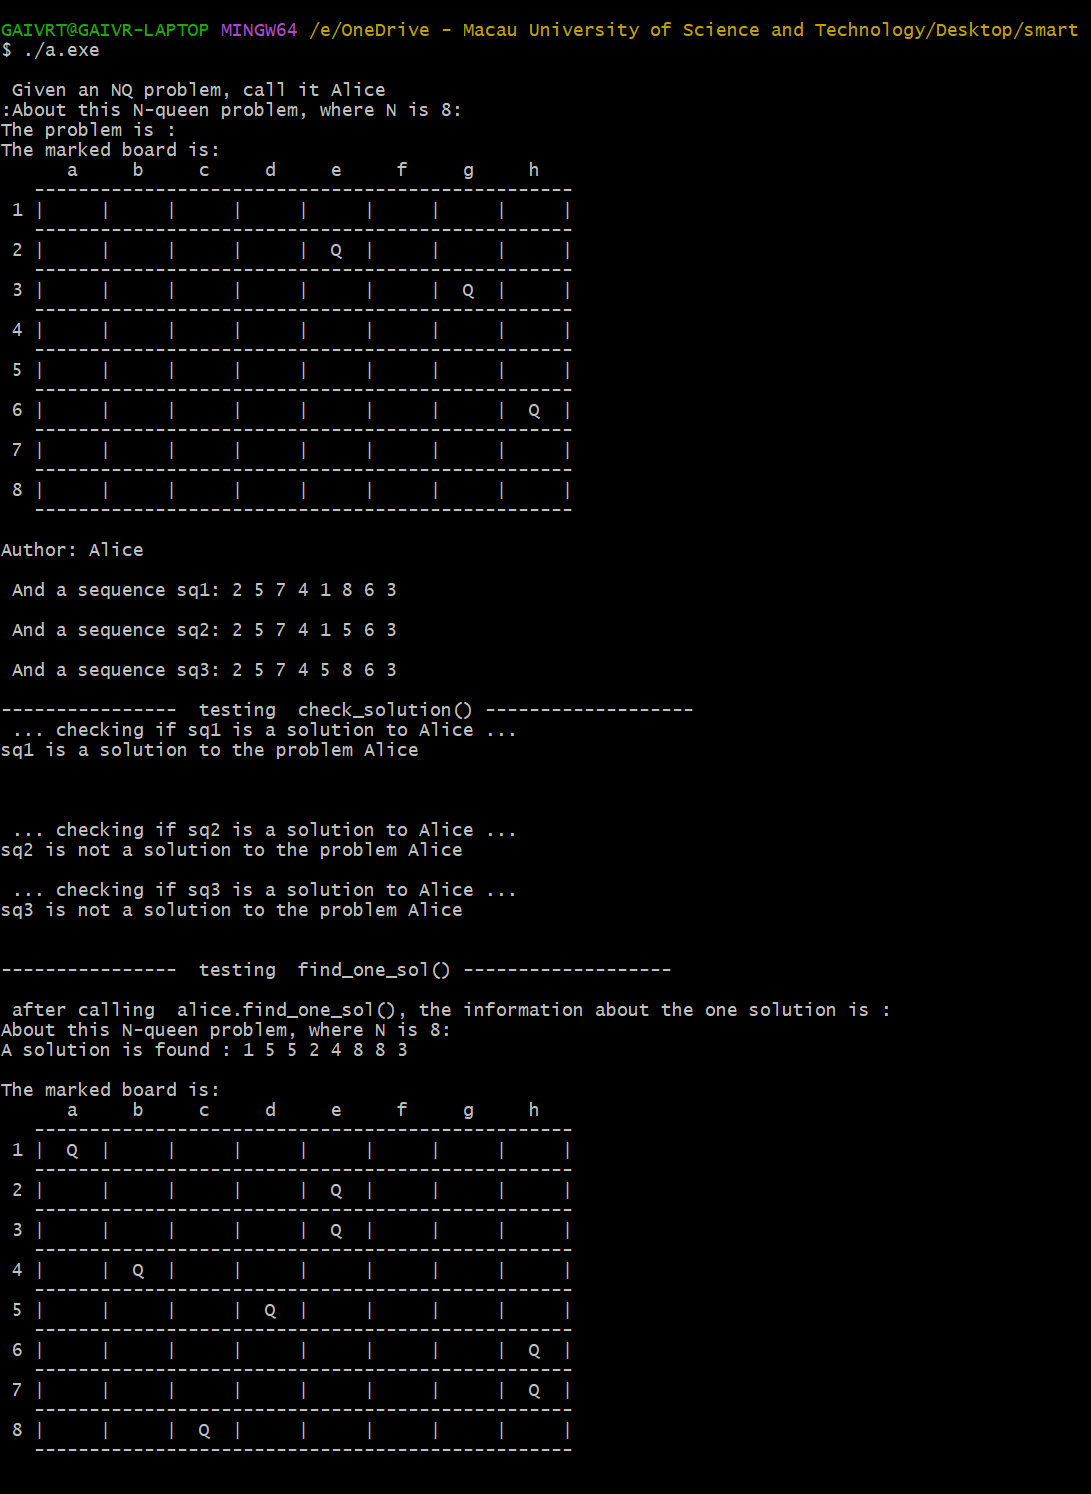 GAIVRT@GAIVR-LAPTOP MINGW64 /e/OneDrive - Macau University of Science and Technology/Desktop/smart
$ ./a.exe

 Given an NQ problem, call it Alice
:About this N-queen problem, where N is 8:
The problem is :
The marked board is:
      a     b     c     d     e     f     g     h
   -------------------------------------------------
 1 |     |     |     |     |     |     |     |     |
   -------------------------------------------------
 2 |     |     |     |     |  Q  |     |     |     |
   -------------------------------------------------
 3 |     |     |     |     |     |     |  Q  |     |
   -------------------------------------------------
 4 |     |     |     |     |     |     |     |     |
   -------------------------------------------------
 5 |     |     |     |     |     |     |     |     |
   -------------------------------------------------
 6 |     |     |     |     |     |     |     |  Q  |
   -------------------------------------------------
 7 |     |     |     |     |     |     |     |     |
   -------------------------------------------------
 8 |     |     |     |     |     |     |     |     |
   -------------------------------------------------

Author: Alice

 And a sequence sq1: 2 5 7 4 1 8 6 3

 And a sequence sq2: 2 5 7 4 1 5 6 3

 And a sequence sq3: 2 5 7 4 5 8 6 3

----------------  testing  check_solution() -------------------
 ... checking if sq1 is a solution to Alice ...
sq1 is a solution to the problem Alice

 ... checking if sq2 is a solution to Alice ...
sq2 is not a solution to the problem Alice

 ... checking if sq3 is a solution to Alice ...
sq3 is not a solution to the problem Alice

----------------  testing  find_one_sol() -------------------

 after calling  alice.find_one_sol(), the information about the one solution is :
About this N-queen problem, where N is 8:
A solution is found : 1 5 5 2 4 8 8 3

The marked board is:
      a     b     c     d     e     f     g     h
   -------------------------------------------------
 1 |  Q  |     |     |     |     |     |     |     |
   -------------------------------------------------
 2 |     |     |     |     |  Q  |     |     |     |
   -------------------------------------------------
 3 |     |     |     |     |  Q  |     |     |     |
   -------------------------------------------------
 4 |     |  Q  |     |     |     |     |     |     |
   -------------------------------------------------
 5 |     |     |     |  Q  |     |     |     |     |
   -------------------------------------------------
 6 |     |     |     |     |     |     |     |  Q  |
   -------------------------------------------------
 7 |     |     |     |     |     |     |     |  Q  |
   -------------------------------------------------
 8 |     |     |  Q  |     |     |     |     |     |
   -------------------------------------------------